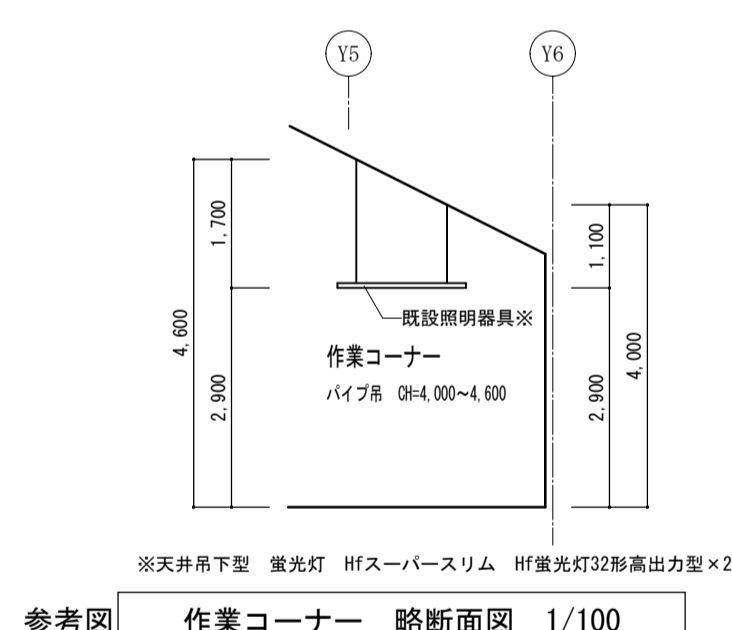 Y5
Y6
1,700
4,600
2,900
1,100
4,000
2,900
既設照明器具※
作業コーナー
パイプ吊 CH=4,000~4,600
※天井吊下型 蛍光灯 Hfスーパースリム Hf蛍光灯32形高出力型×2
参考図 作業コーナー 略断面図 1/100